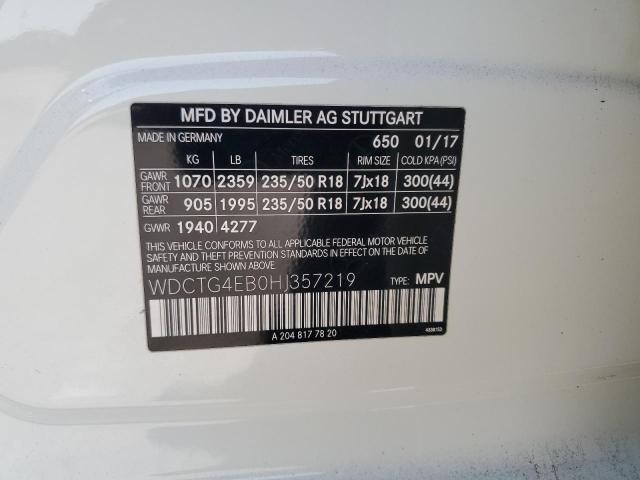 MFD BY DAIMLER AG STUTTGART
MADE IN GERMANY 650 01/17
KG LB TIRES RIM SIZE COLD KPA(PSI)
GAWR FRONT 1070 2359 235/50 R18 7Jx18 300(44)
GAWR REAR 905 1995 235/50 R18 7Jx18 300(44)
GVWR 1940 4277
THIS VEHICLE CONFORMS TO ALL APPLICABLE FEDERAL MOTOR VEHICLE
SAFETY AND THEFT PREVENTION STANDARDS IN EFFECT ON THE DATE OF
MANUFACTURE SHOWN ABOVE.
WDCTG4EB0HJ357219 TYPE: MPV
A 204 817 78 20